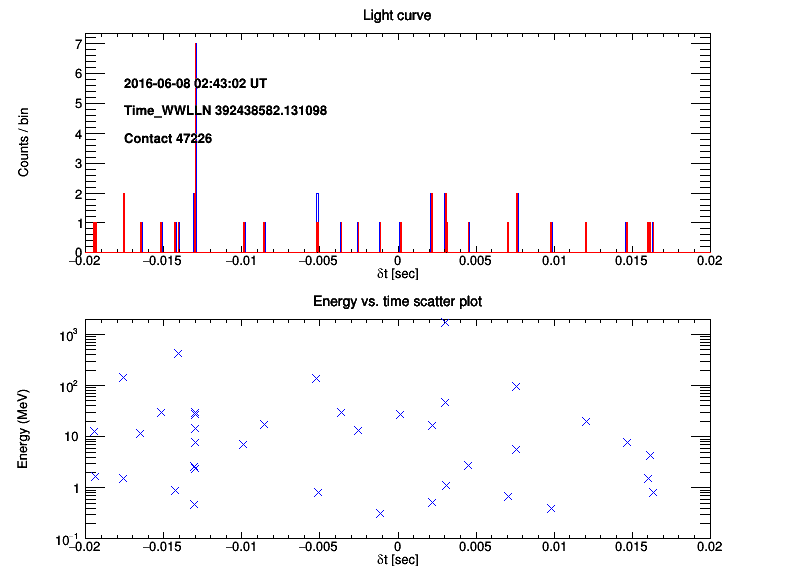 Light curve
Counts / bin
7
6
5
4
3
2
1
0
2016-06-08 02:43:02 UT
Time_WWLLN 392438582.131098
Contact 47226
−0.02 −0.015 −0.01 −0.005 0 0.005 0.01 0.015 0.02
δt [sec]
Energy vs. time scatter plot
Energy (MeV)
10³
10²
10
1
10⁻¹
−0.02 −0.015 −0.01 −0.005 0 0.005 0.01 0.015 0.02
δt [sec]